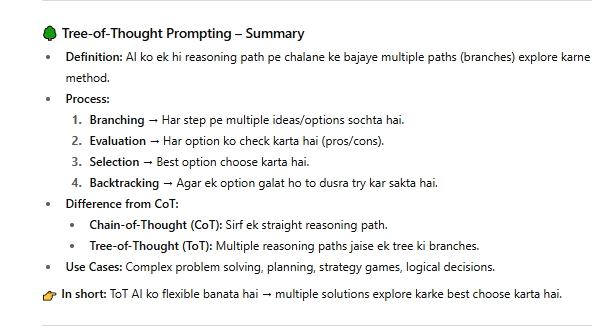 🌳 Tree-of-Thought Prompting – Summary
• Definition: AI ko ek hi reasoning path pe chalane ke bajaye multiple paths (branches) explore karne
method.
• Process:
1. Branching → Har step pe multiple ideas/options sochta hai.
2. Evaluation → Har option ko check karta hai (pros/cons).
3. Selection → Best option choose karta hai.
4. Backtracking → Agar ek option galat ho to dusra try kar sakta hai.
• Difference from CoT:
• Chain-of-Thought (CoT): Sirf ek straight reasoning path.
• Tree-of-Thought (ToT): Multiple reasoning paths jaise ek tree ki branches.
• Use Cases: Complex problem solving, planning, strategy games, logical decisions.
👉 In short: ToT AI ko flexible banata hai → multiple solutions explore karke best choose karta hai.